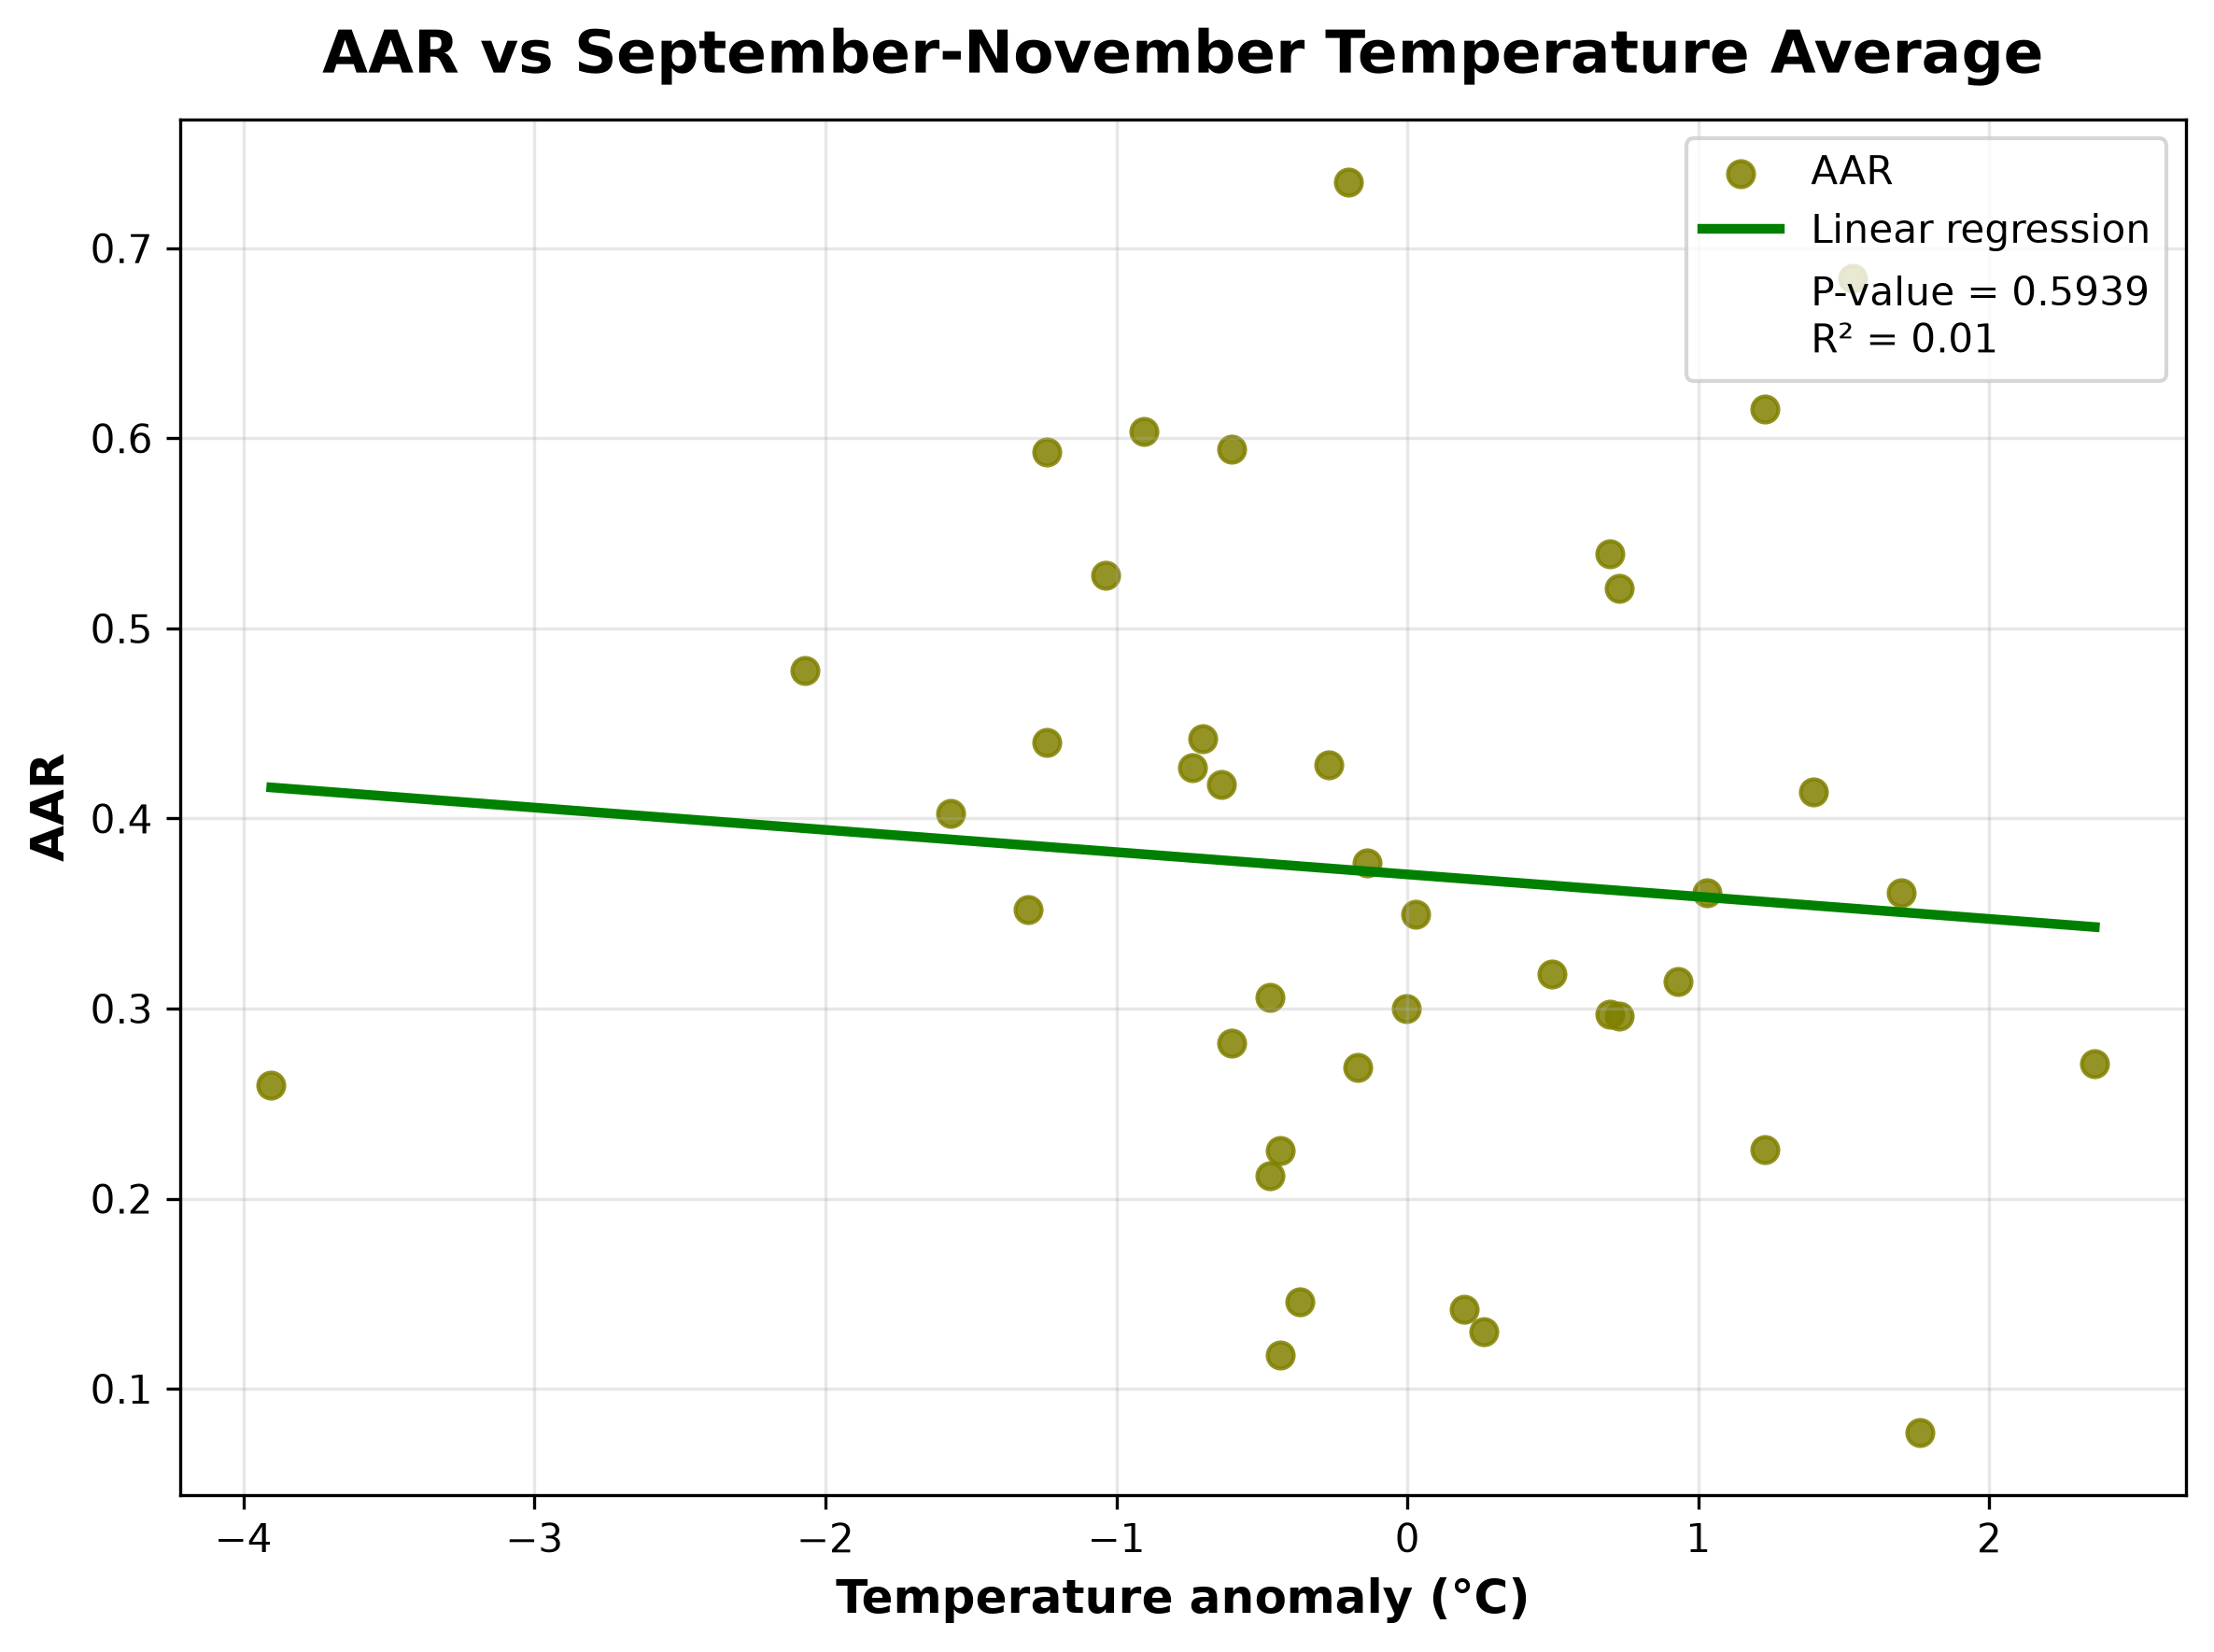 AAR vs September-November Temperature Average
AAR
Linear regression
P-value = 0.5939
R² = 0.01
0.7
0.6
0.5
0.4
0.3
0.2
0.1
AAR
−4
−3
−2
−1
0
1
2
Temperature anomaly (°C)